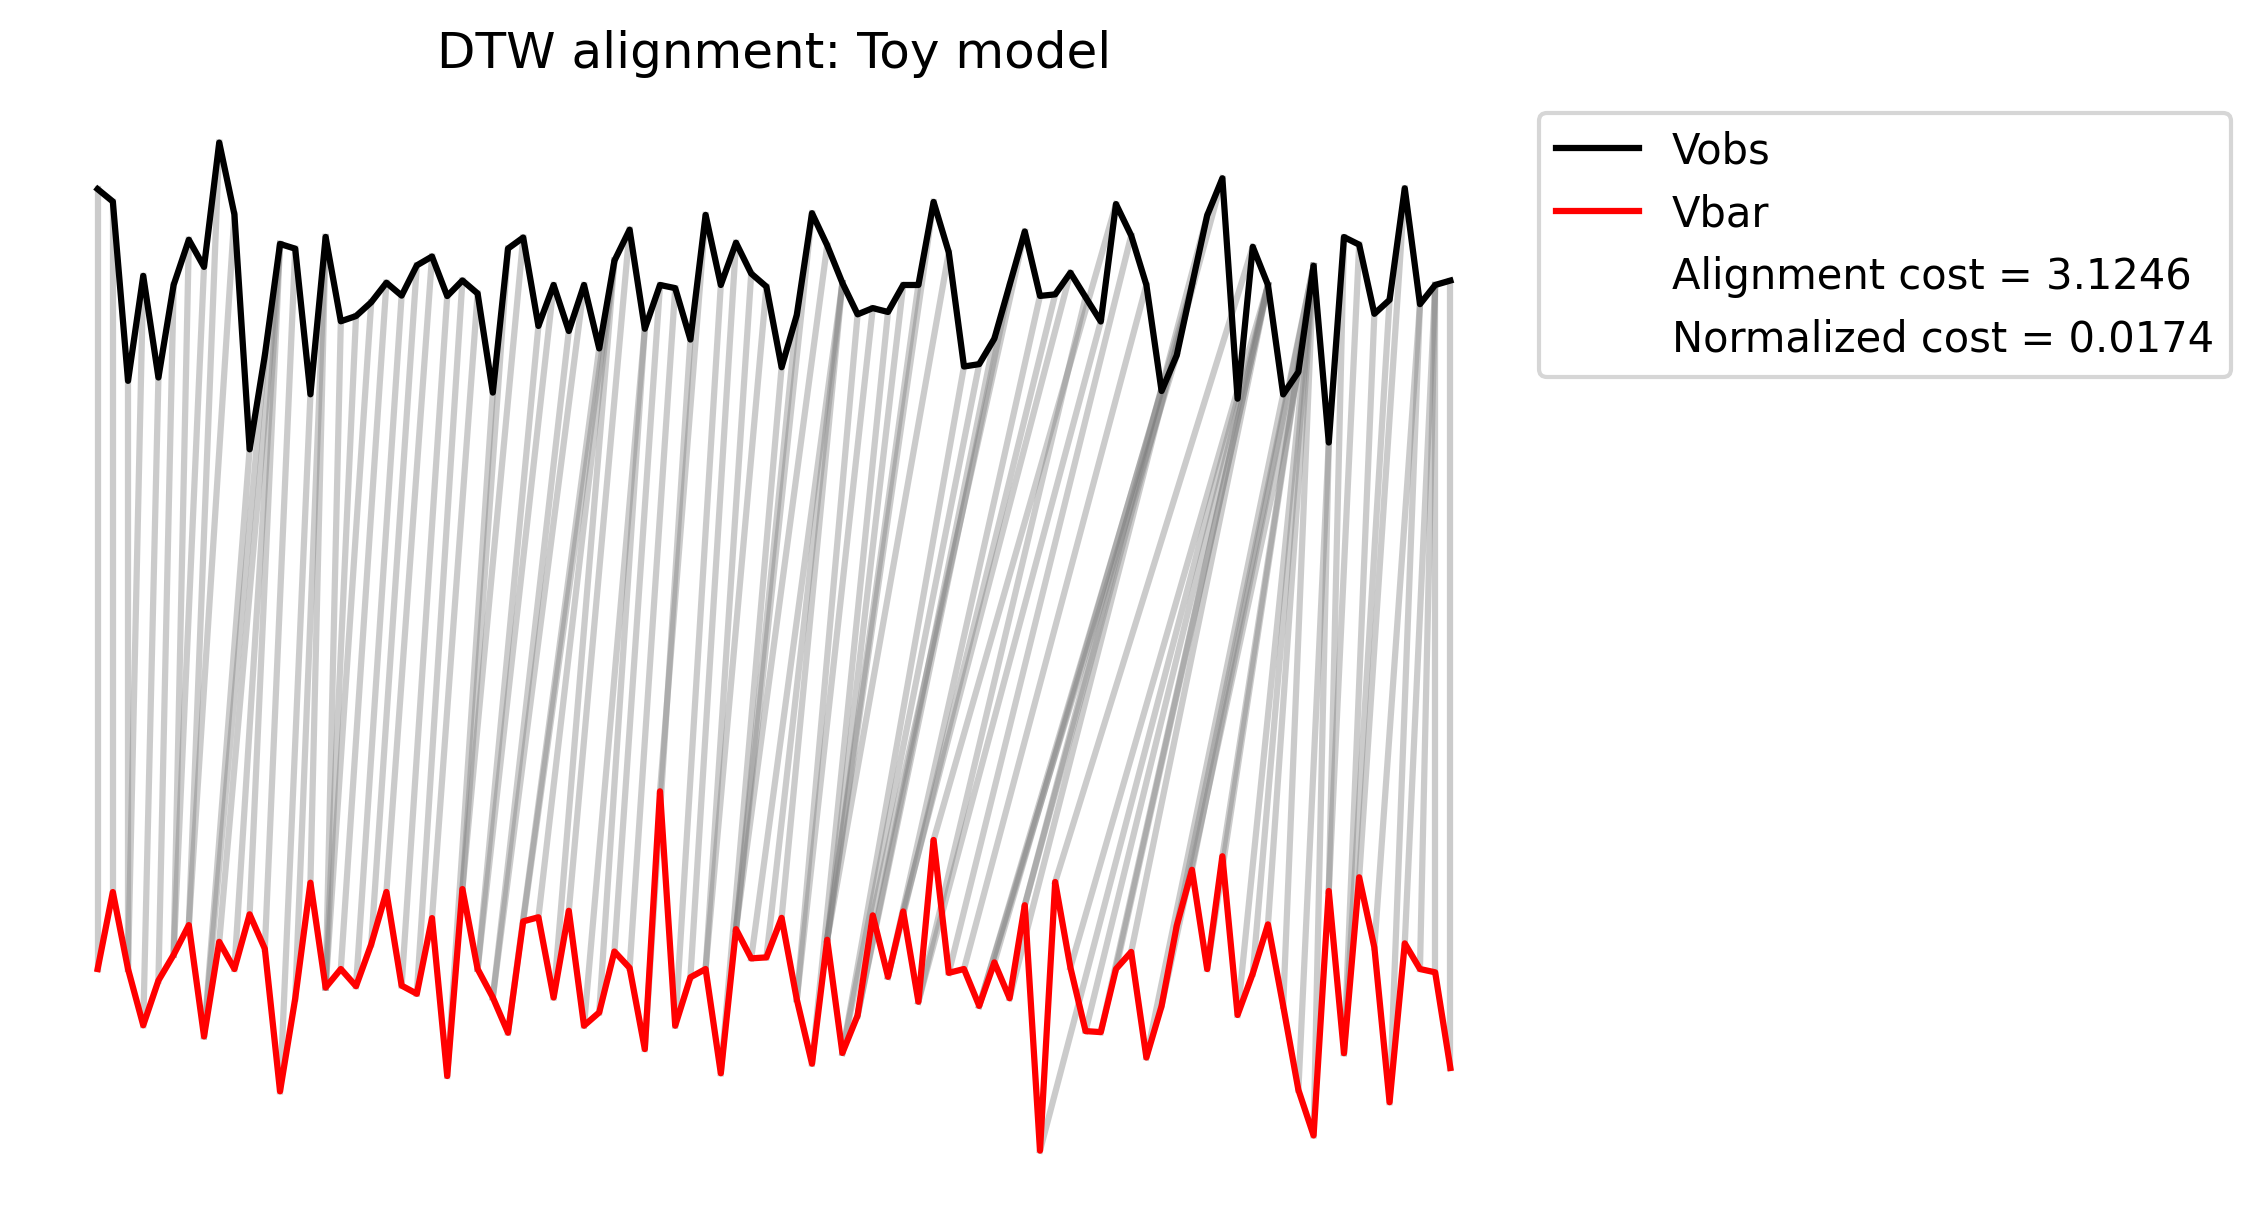 DTW alignment: Toy model
Vobs
Vbar
Alignment cost = 3.1246
Normalized cost = 0.0174